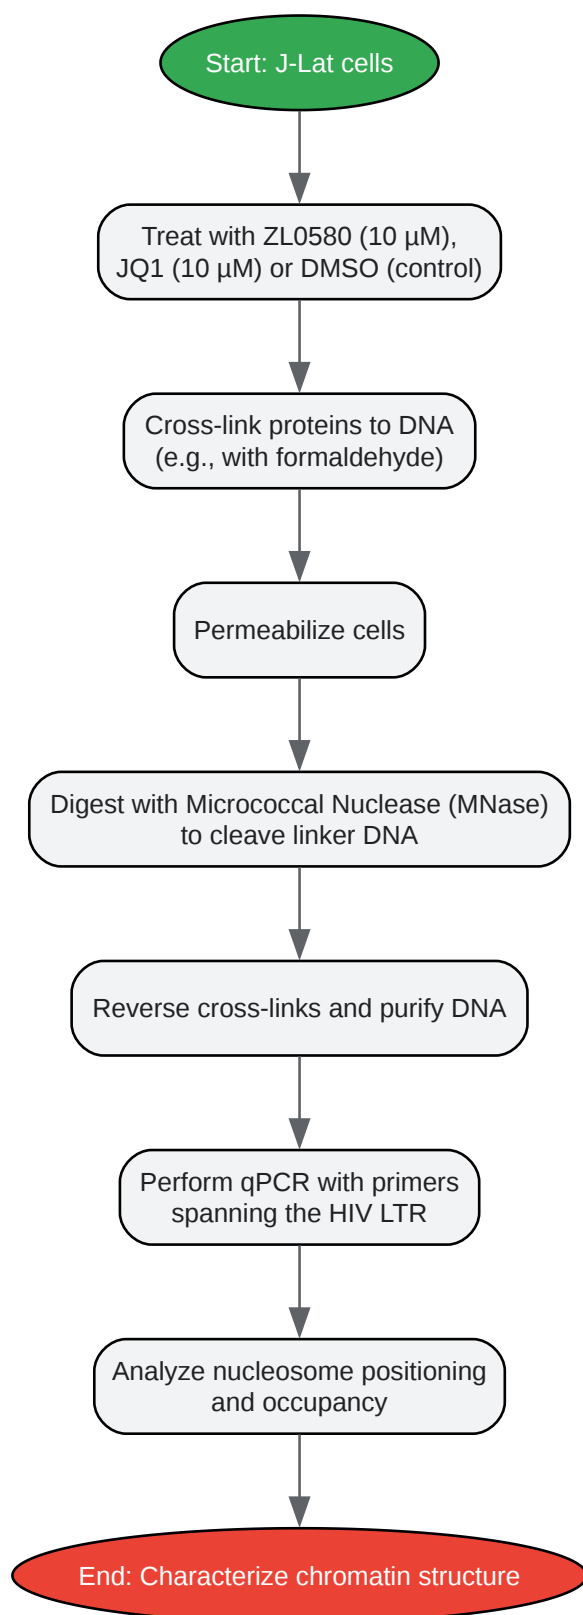 Start: J-Lat cells
Treat with ZL0580 (10 µM),
JQ1 (10 µM) or DMSO (control)
Cross-link proteins to DNA
(e.g., with formaldehyde)
Permeabilize cells
Digest with Micrococcal Nuclease (MNase)
to cleave linker DNA
Reverse cross-links and purify DNA
Perform qPCR with primers
spanning the HIV LTR
Analyze nucleosome positioning
and occupancy
End: Characterize chromatin structure